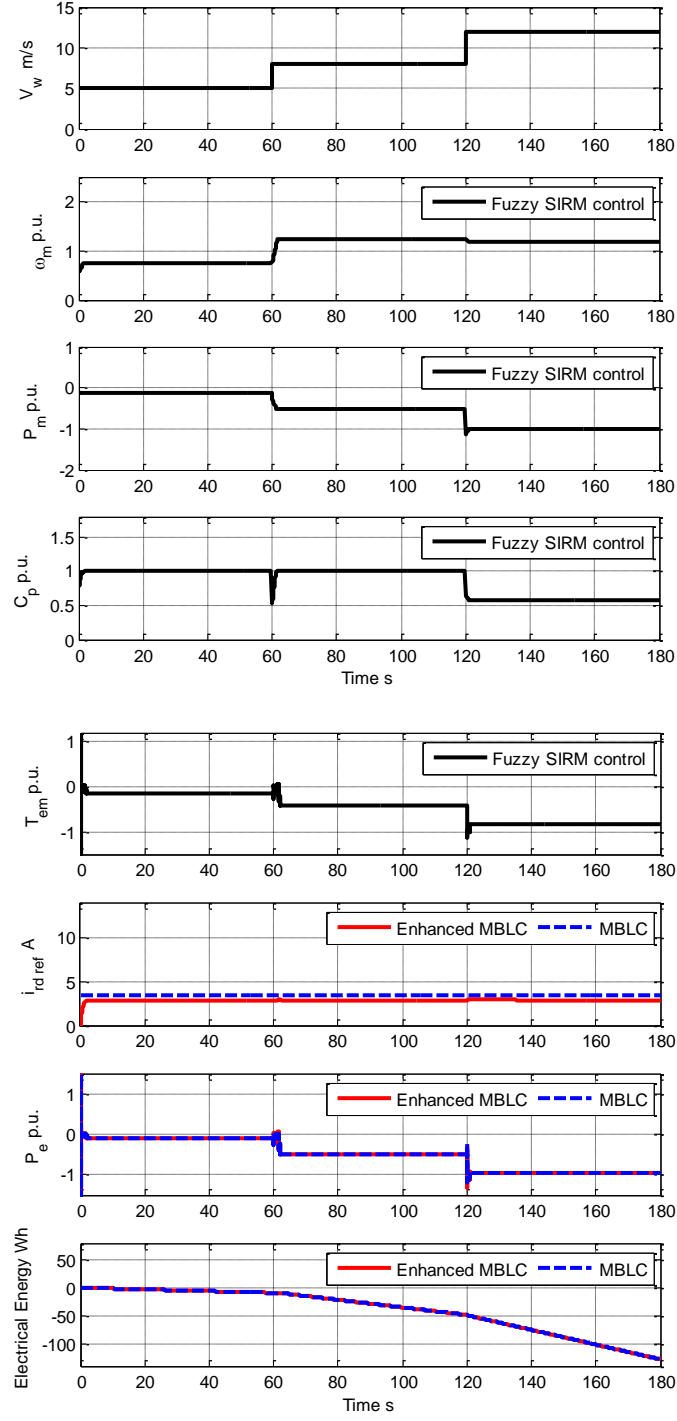 15
10
5
0
V_w m/s
0 20 40 60 80 100 120 140 160 180
2
1
0
ω_m p.u.
Fuzzy SIRM control
0 20 40 60 80 100 120 140 160 180
1
0
-1
-2
P_m p.u.
Fuzzy SIRM control
0 20 40 60 80 100 120 140 160 180
1.5
1
0.5
0
C_p p.u.
Fuzzy SIRM control
0 20 40 60 80 100 120 140 160 180
Time s
1
0
-1
T_em p.u.
Fuzzy SIRM control
0 20 40 60 80 100 120 140 160 180
10
5
0
i_rd ref A
Enhanced MBLC MBLC
0 20 40 60 80 100 120 140 160 180
1
0
-1
P_e p.u.
Enhanced MBLC MBLC
0 20 40 60 80 100 120 140 160 180
50
0
-50
-100
Electrical Energy Wh
Enhanced MBLC MBLC
0 20 40 60 80 100 120 140 160 180
Time s